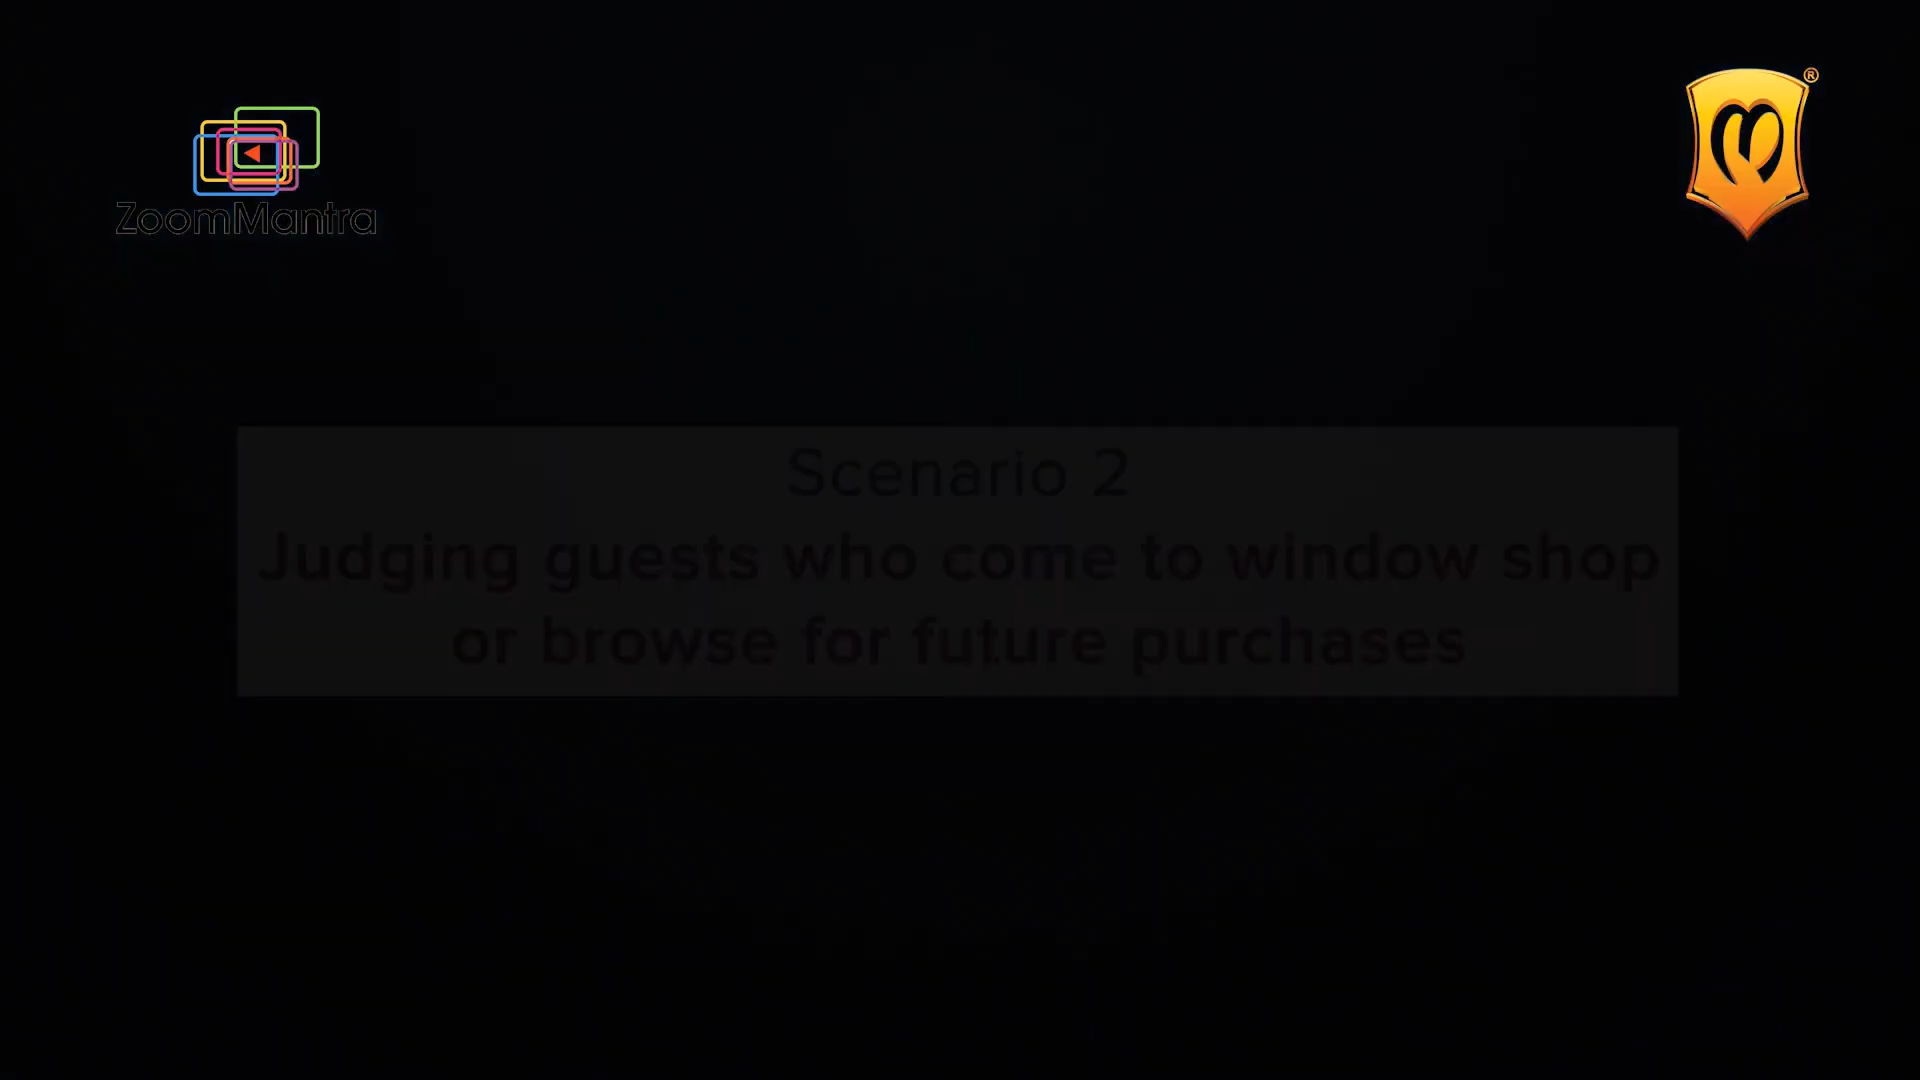 ZoomMantra
®
Scenario 2
Judging guests who come to window shop
or browse for future purchases